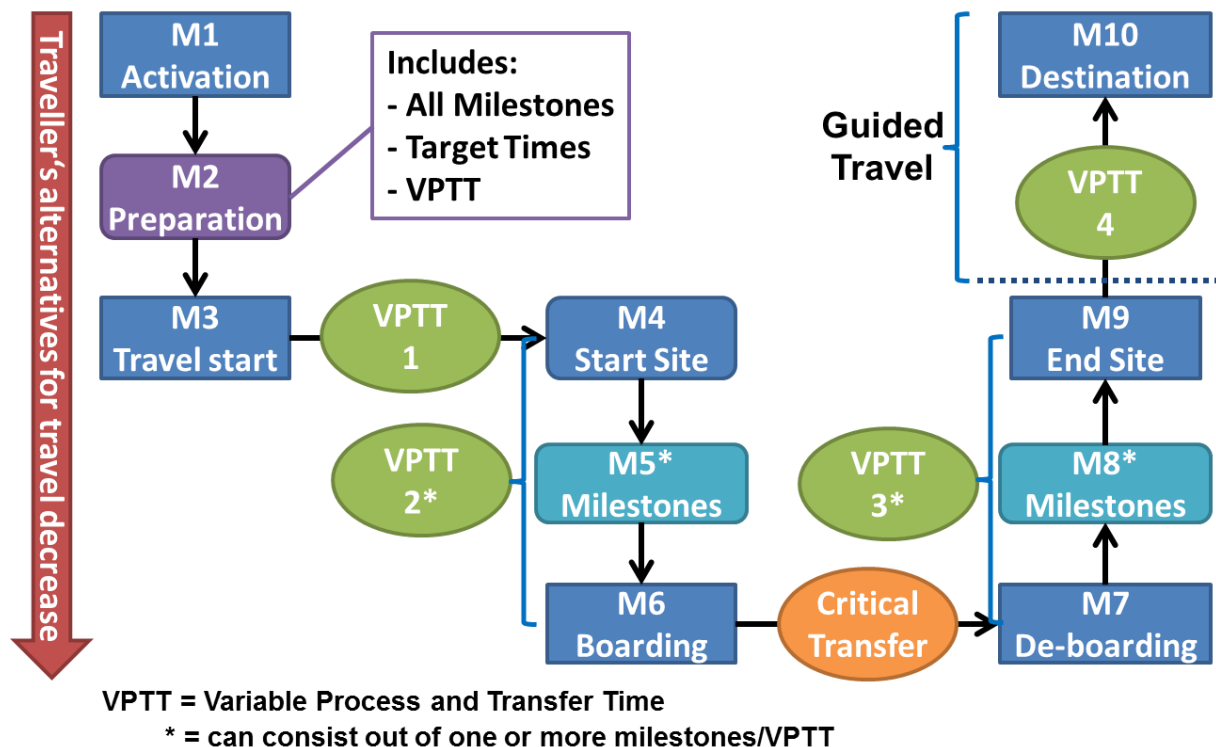 Traveller‘s alternatives for travel decrease
M1
Activation
M2
Preparation
Includes:
- All Milestones
- Target Times
- VPTT
M3
Travel start
VPTT
1
M4
Start Site
VPTT
2*
M5*
Milestones
M6
Boarding
Critical
Transfer
M7
De-boarding
VPTT
3*
M8*
Milestones
M9
End Site
Guided
Travel
VPTT
4
M10
Destination
VPTT = Variable Process and Transfer Time
* = can consist out of one or more milestones/VPTT